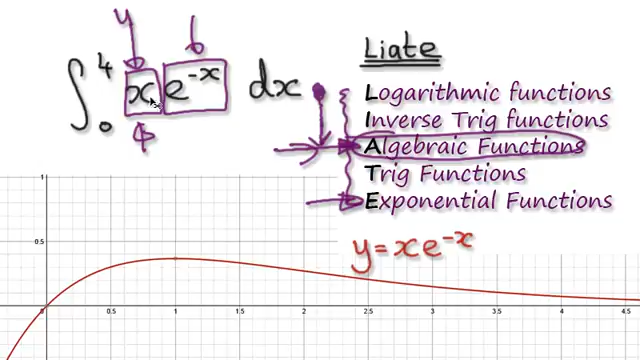 y
∫₀⁴ x e⁻ˣ dx
Liate
Logarithmic functions
Inverse Trig functions
Algebraic Functions
Trig Functions
Exponential Functions
y = xe⁻ˣ
1
0.5
0 0.5 1 1.5 2 2.5 3 3.5 4 4.5